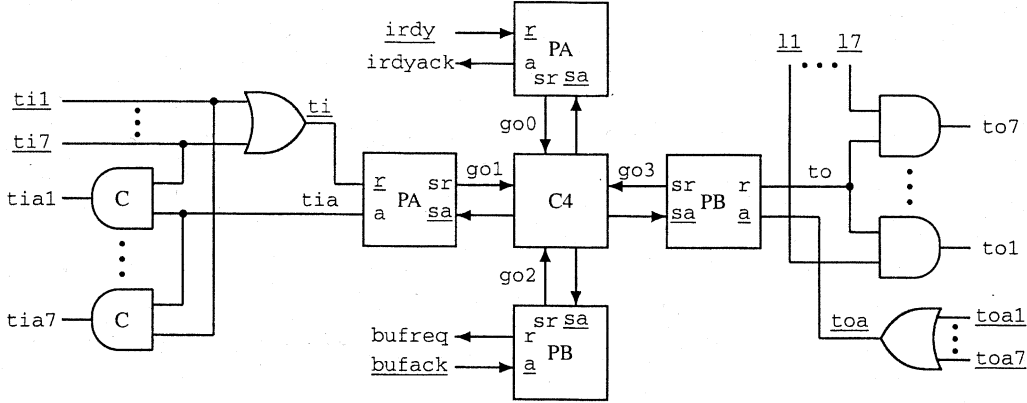 irdy
irdyack
r
a
PA
sr sa
l1 l7
ti1
ti7
ti
go0
to7
tia1
C
tia
r
a
PA
sr
sa
go1
C4
go3
sr
sa
PB
r
a
to
to1
tia7
C
go2
sr sa
bufreq
bufack
r
a
PB
toa
toa1
toa7